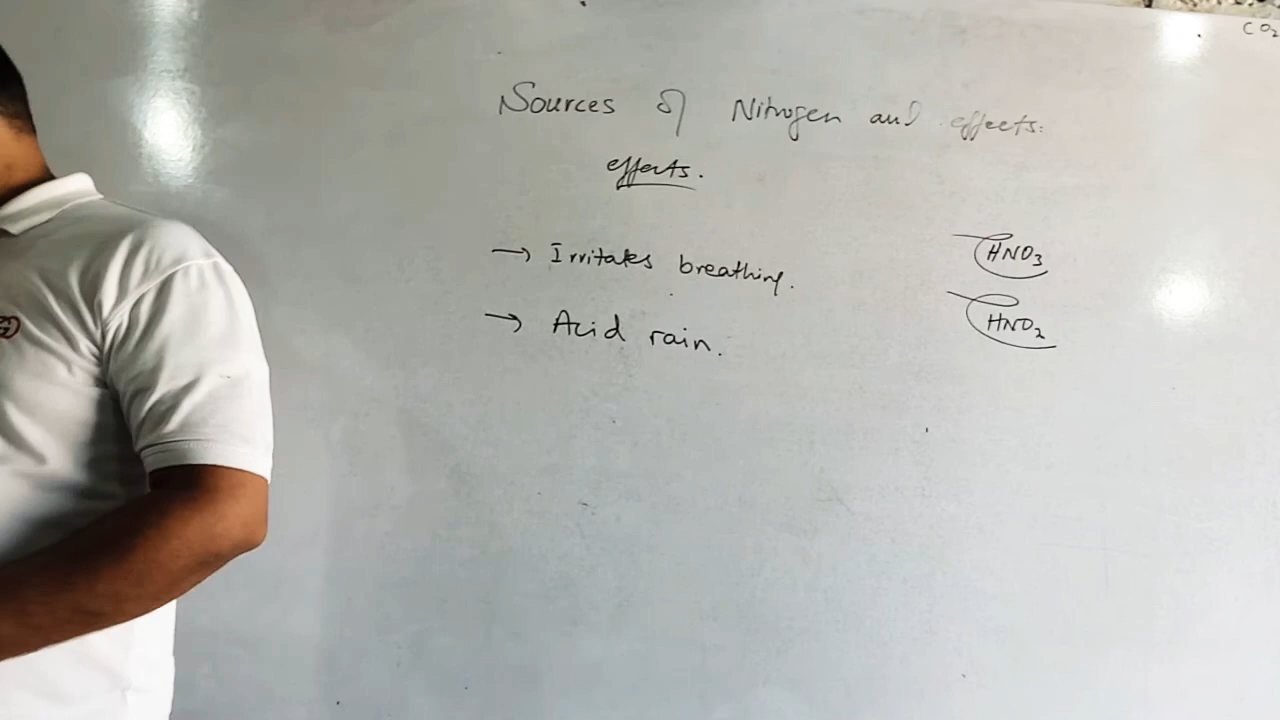 CO2
Sources of Nitrogen and effects:
effects.
→ Irritates breathing.
HNO3
→ Acid rain.
HNO2